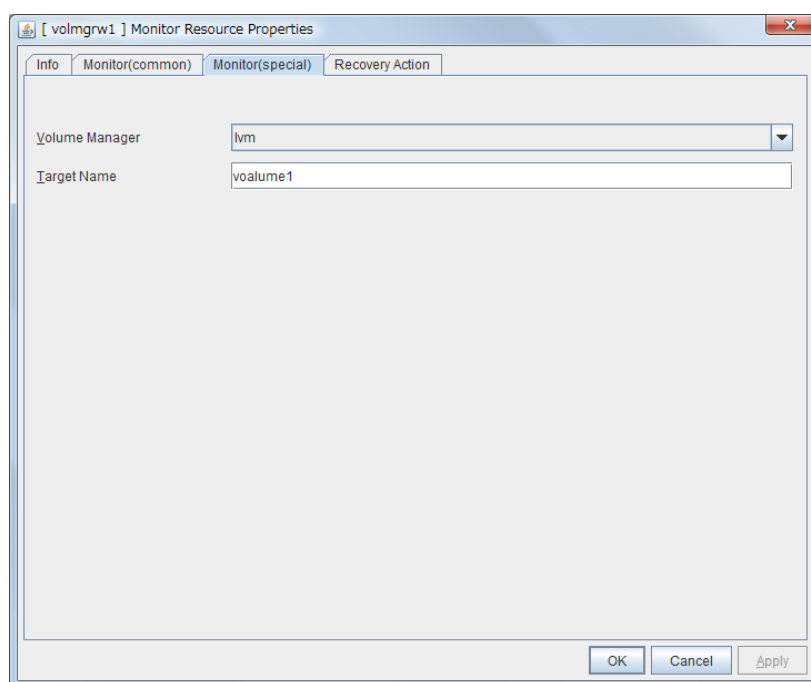 [ volmgrw1 ] Monitor Resource Properties
Info Monitor(common) Monitor(special) Recovery Action
Volume Manager lvm
Target Name voalume1
OK Cancel Apply